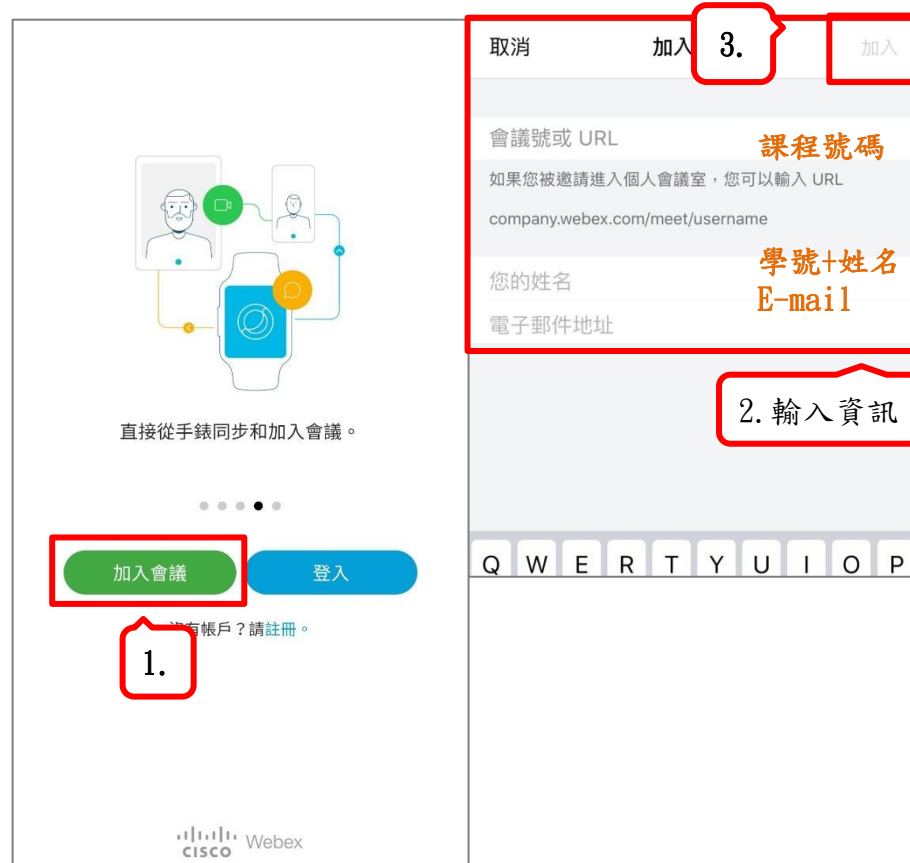 直接從手錶同步和加入會議。
加入會議
登入
沒有帳戶？請註冊。
1.
CISCO Webex
取消
加入
3.
加入
會議號或 URL
課程號碼
如果您被邀請進入個人會議室，您可以輸入 URL
company.webex.com/meet/username
您的姓名
學號+姓名
E-mail
電子郵件地址
2.輸入資訊
Q W E R T Y U I O P